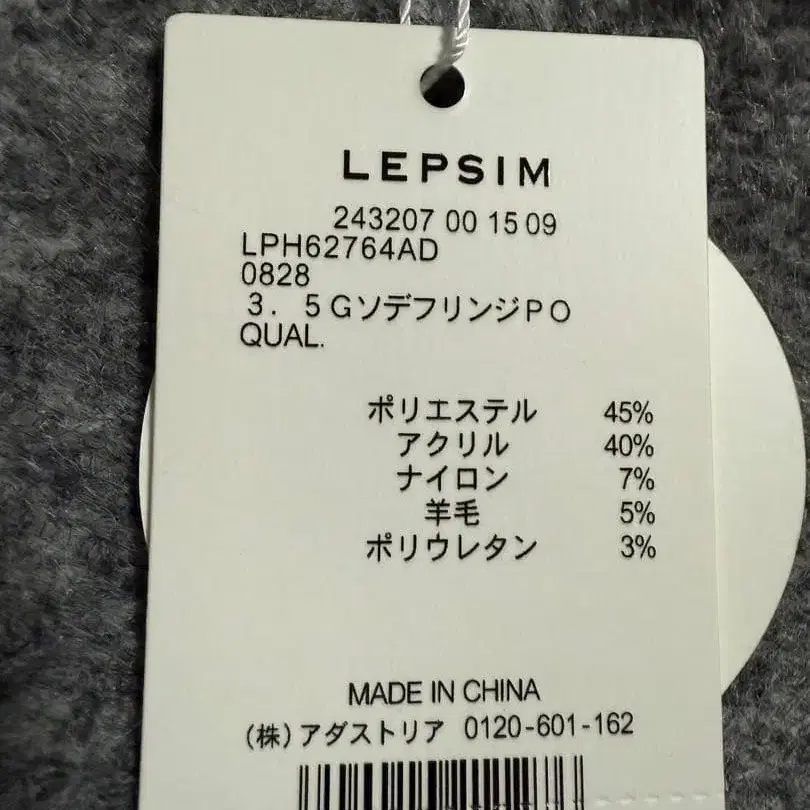 LEPSIM
243207 00 15 09
LPH62764AD
0828
３．５ＧソデフリンジＰＯ
QUAL.
ポリエステル 45%
アクリル 40%
ナイロン 7%
羊毛 5%
ポリウレタン 3%
MADE IN CHINA
(株)アダストリア 0120-601-162